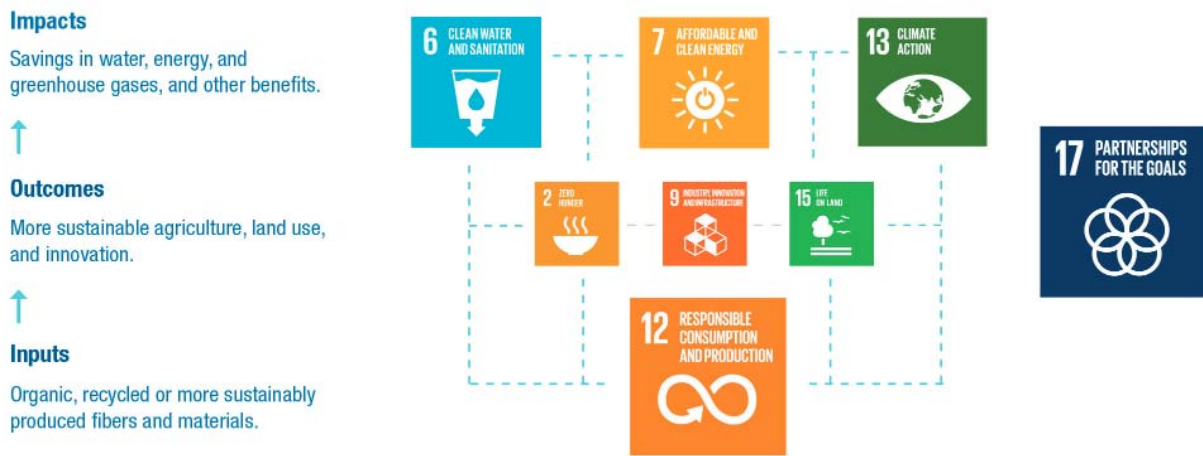 Impacts
Savings in water, energy, and
greenhouse gases, and other benefits.
Outcomes
More sustainable agriculture, land use,
and innovation.
Inputs
Organic, recycled or more sustainably
produced fibers and materials.
6 CLEAN WATER
AND SANITATION
7 AFFORDABLE AND
CLEAN ENERGY
13 CLIMATE
ACTION
2 ZERO
HUNGER
9 INDUSTRY, INNOVATION
AND INFRASTRUCTURE
15 LIFE
ON LAND
12 RESPONSIBLE
CONSUMPTION
AND PRODUCTION
17 PARTNERSHIPS
FOR THE GOALS